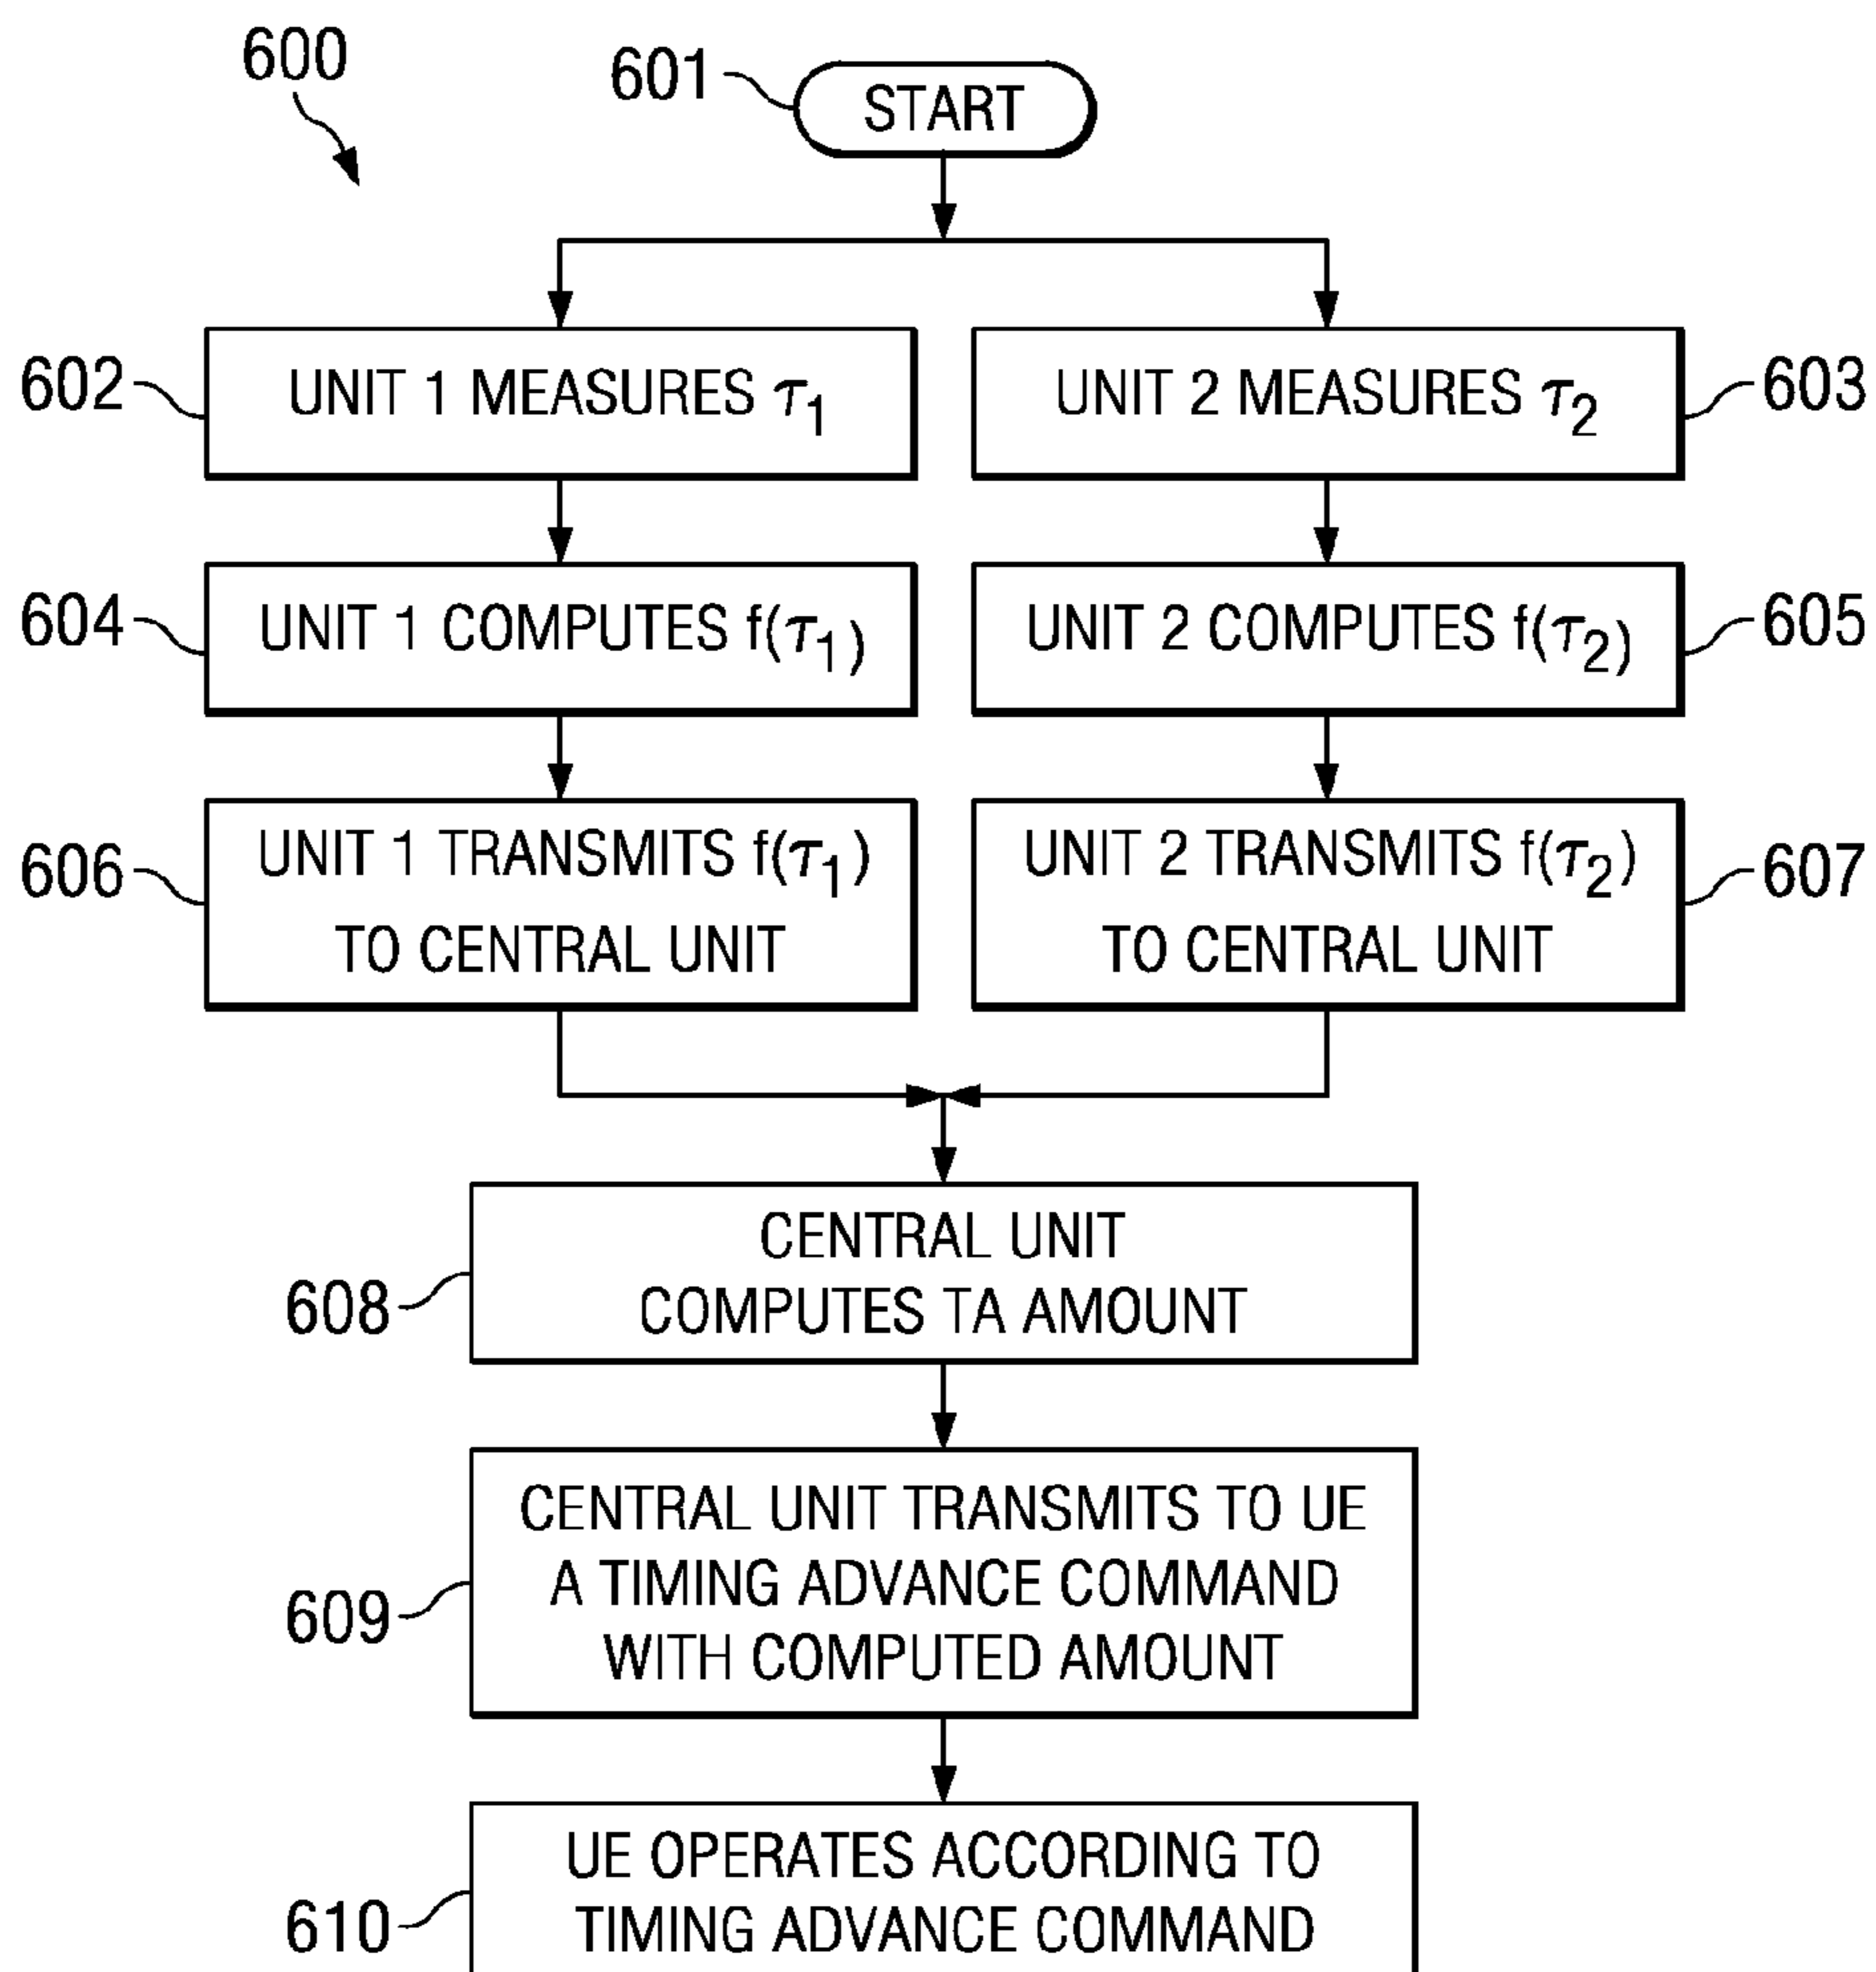 600
601
START
602
UNIT 1 MEASURES τ1
UNIT 2 MEASURES τ2
603
604
UNIT 1 COMPUTES f(τ1)
UNIT 2 COMPUTES f(τ2)
605
606
UNIT 1 TRANSMITS f(τ1)
TO CENTRAL UNIT
UNIT 2 TRANSMITS f(τ2)
TO CENTRAL UNIT
607
608
CENTRAL UNIT
COMPUTES TA AMOUNT
609
CENTRAL UNIT TRANSMITS TO UE
A TIMING ADVANCE COMMAND
WITH COMPUTED AMOUNT
610
UE OPERATES ACCORDING TO
TIMING ADVANCE COMMAND